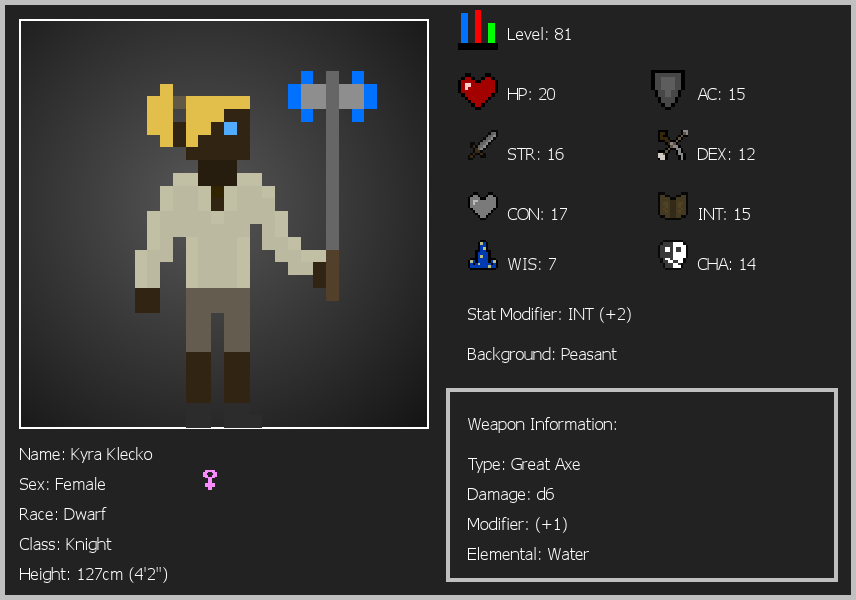 Level: 81
HP: 20
AC: 15
STR: 16
DEX: 12
CON: 17
INT: 15
WIS: 7
CHA: 14
Stat Modifier: INT (+2)
Background: Peasant
Weapon Information:
Type: Great Axe
Damage: d6
Modifier: (+1)
Elemental: Water
Name: Kyra Klecko
Sex: Female
Race: Dwarf
Class: Knight
Height: 127cm (4'2")